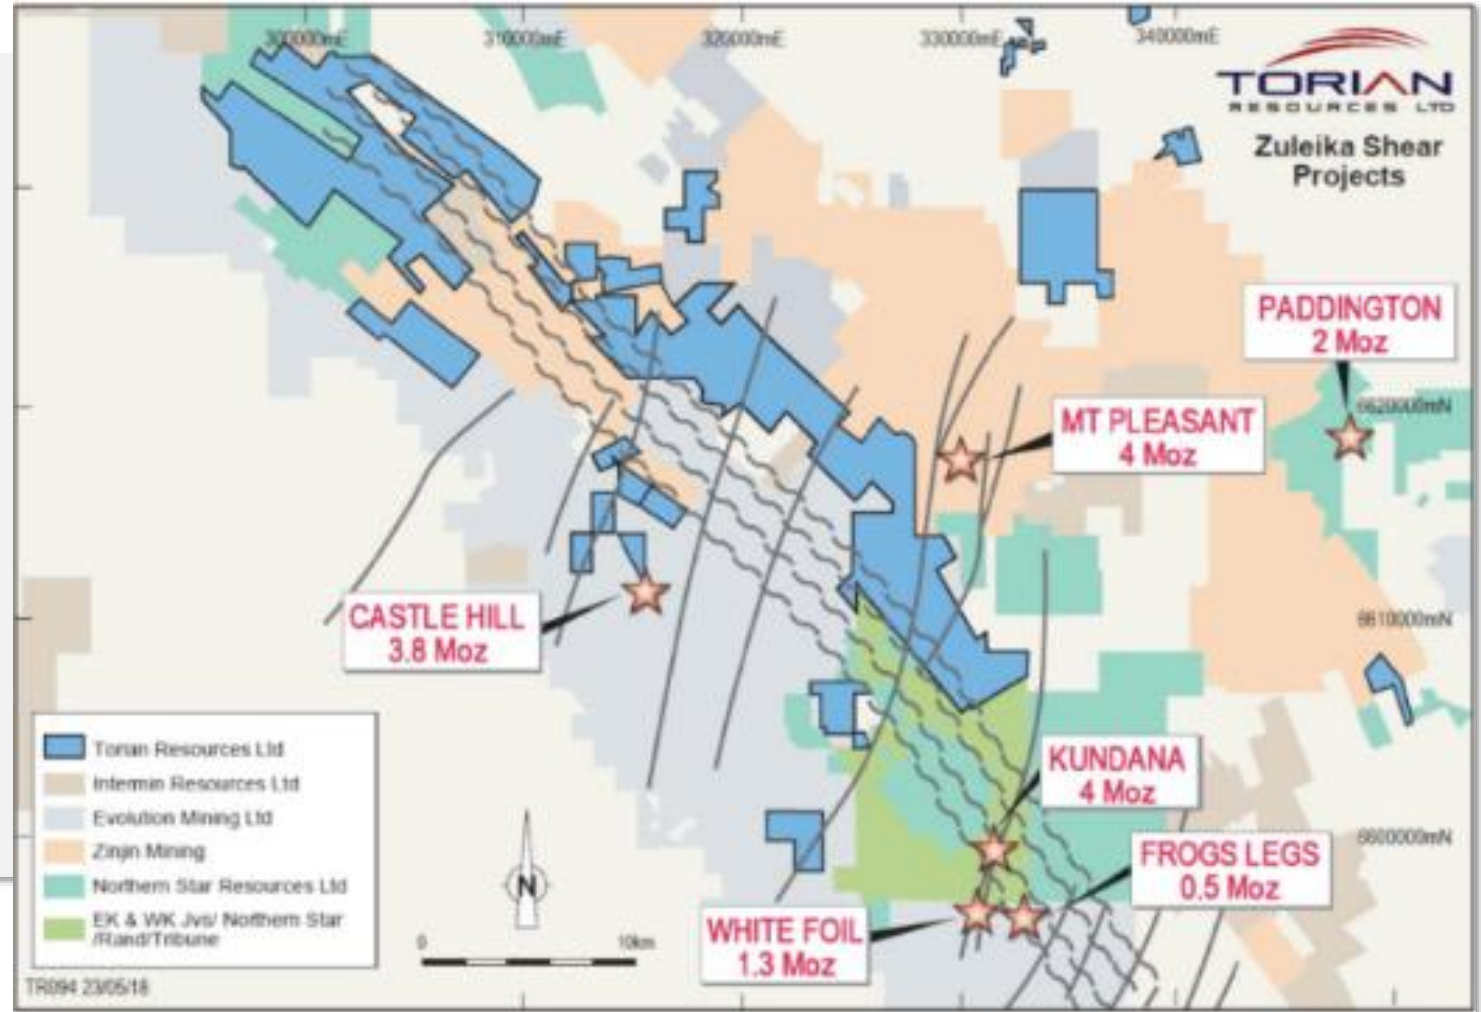 300000mE
310000mE
320000mE
330000mE
340000mE
TORIAN
RESOURCES LTD
Zuleika Shear
Projects
PADDINGTON
2 Moz
6620000mN
MT PLEASANT
4 Moz
6610000mN
CASTLE HILL
3.8 Moz
KUNDANA
4 Moz
6600000mN
FROGS LEGS
0.5 Moz
WHITE FOIL
1.3 Moz
Torian Resources Ltd
Intermin Resources Ltd
Evolution Mining Ltd
Zinjin Mining
Northern Star Resources Ltd
EK & WK Jvs/ Northern Star
/Rand/Tribune
N
0
10km
TR094 23/05/18